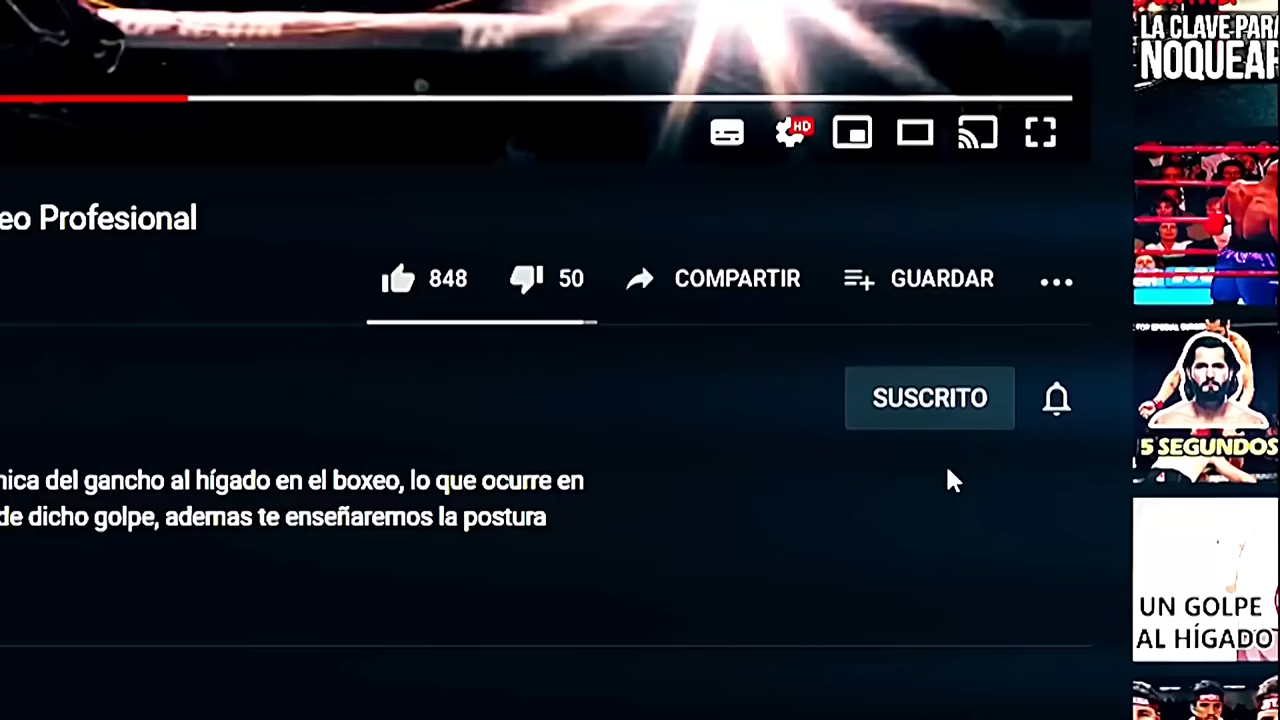 HD
eo Profesional
848 50 COMPARTIR GUARDAR
SUSCRITO
nica del gancho al hígado en el boxeo, lo que ocurre en
de dicho golpe, ademas te enseñaremos la postura
LA CLAVE PARA
NOQUEAR
5 SEGUNDOS
UN GOLPE
AL HÍGADO